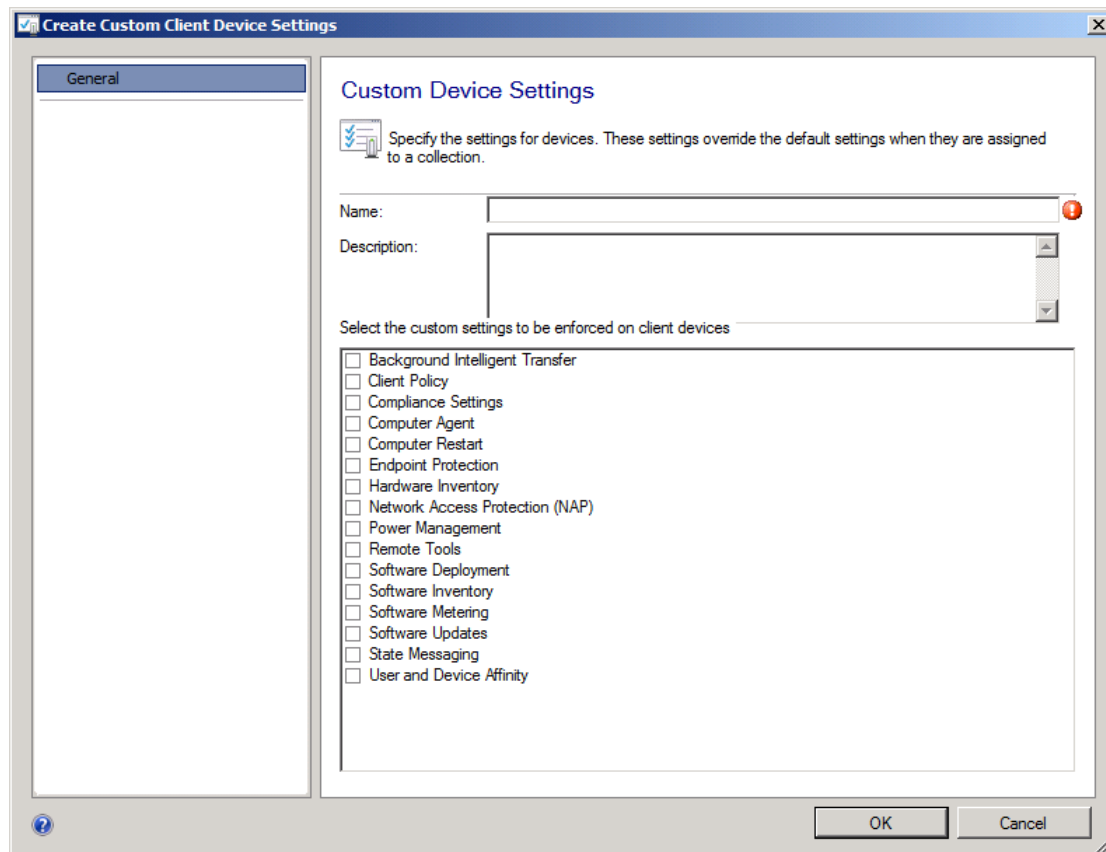 Create Custom Client Device Settings
General
Custom Device Settings
Specify the settings for devices. These settings override the default settings when they are assigned
to a collection.
Name:
Description:
Select the custom settings to be enforced on client devices
Background Intelligent Transfer
Client Policy
Compliance Settings
Computer Agent
Computer Restart
Endpoint Protection
Hardware Inventory
Network Access Protection (NAP)
Power Management
Remote Tools
Software Deployment
Software Inventory
Software Metering
Software Updates
State Messaging
User and Device Affinity
OK
Cancel